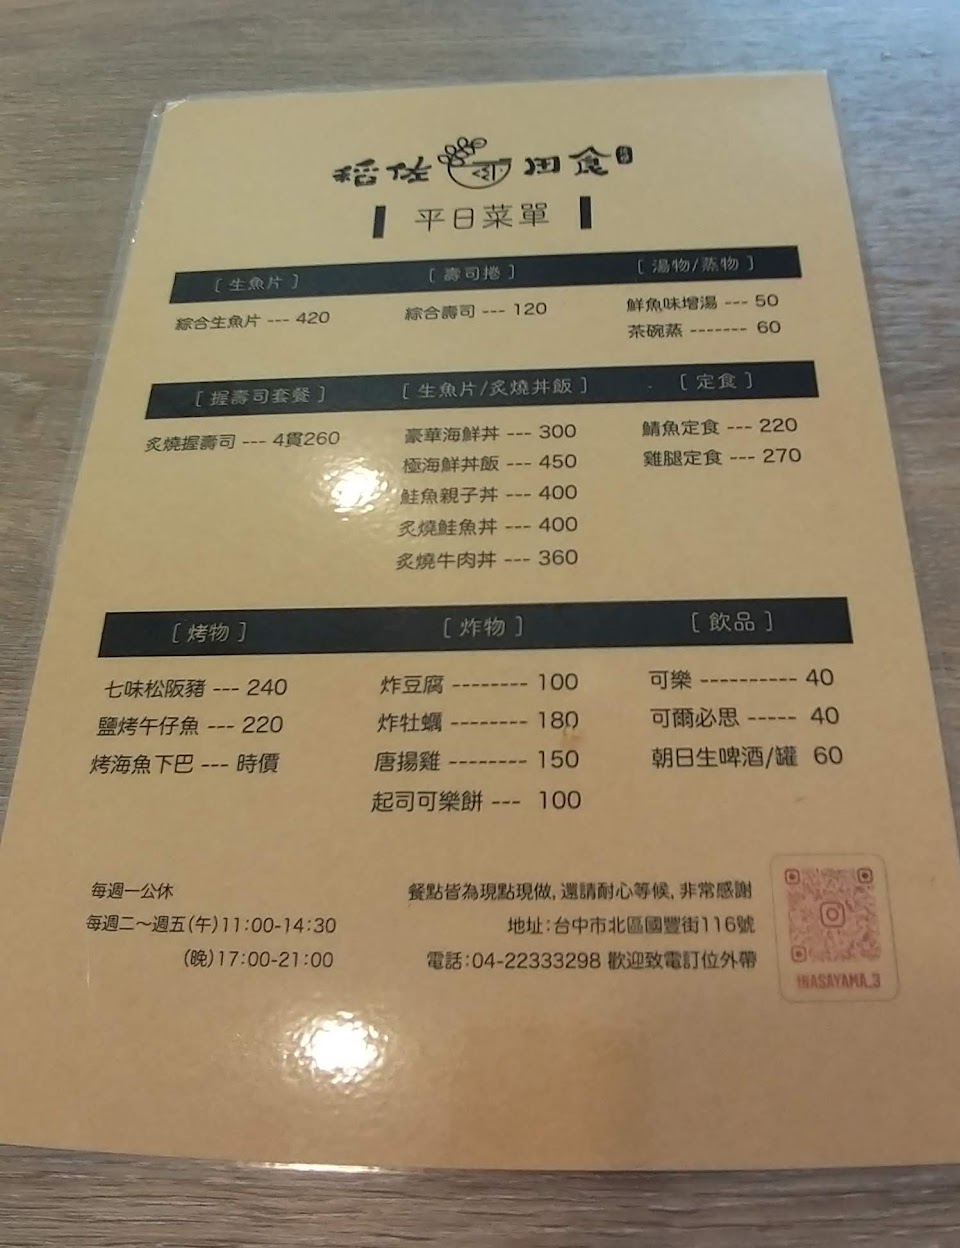 稻佐 田食
平日菜單
[ 生魚片 ] [ 壽司捲 ] [ 湯物/蒸物 ]
綜合生魚片 --- 420 綜合壽司 --- 120 鮮魚味增湯 --- 50
茶碗蒸 ------- 60
[ 握壽司套餐 ] [ 生魚片/炙燒丼飯 ] [ 定食 ]
炙燒握壽司 --- 4貫260 豪華海鮮丼 --- 300 鯖魚定食 --- 220
極海鮮丼飯 --- 450 雞腿定食 --- 270
鮭魚親子丼 --- 400
炙燒鮭魚丼 --- 400
炙燒牛肉丼 --- 360
[ 烤物 ] [ 炸物 ] [ 飲品 ]
七味松阪豬 --- 240 炸豆腐 -------- 100 可樂 ---------- 40
鹽烤午仔魚 --- 220 炸牡蠣 -------- 180 可爾必思 ----- 40
烤海魚下巴 --- 時價 唐揚雞 -------- 150 朝日生啤酒/罐 60
起司可樂餅 --- 100
每週一公休 餐點皆為現點現做, 還請耐心等候, 非常感謝
每週二～週五(午)11:00-14:30 地址:台中市北區國豐街116號
(晚)17:00-21:00 電話:04-22333298 歡迎致電訂位外帶
INASAYAMA_3